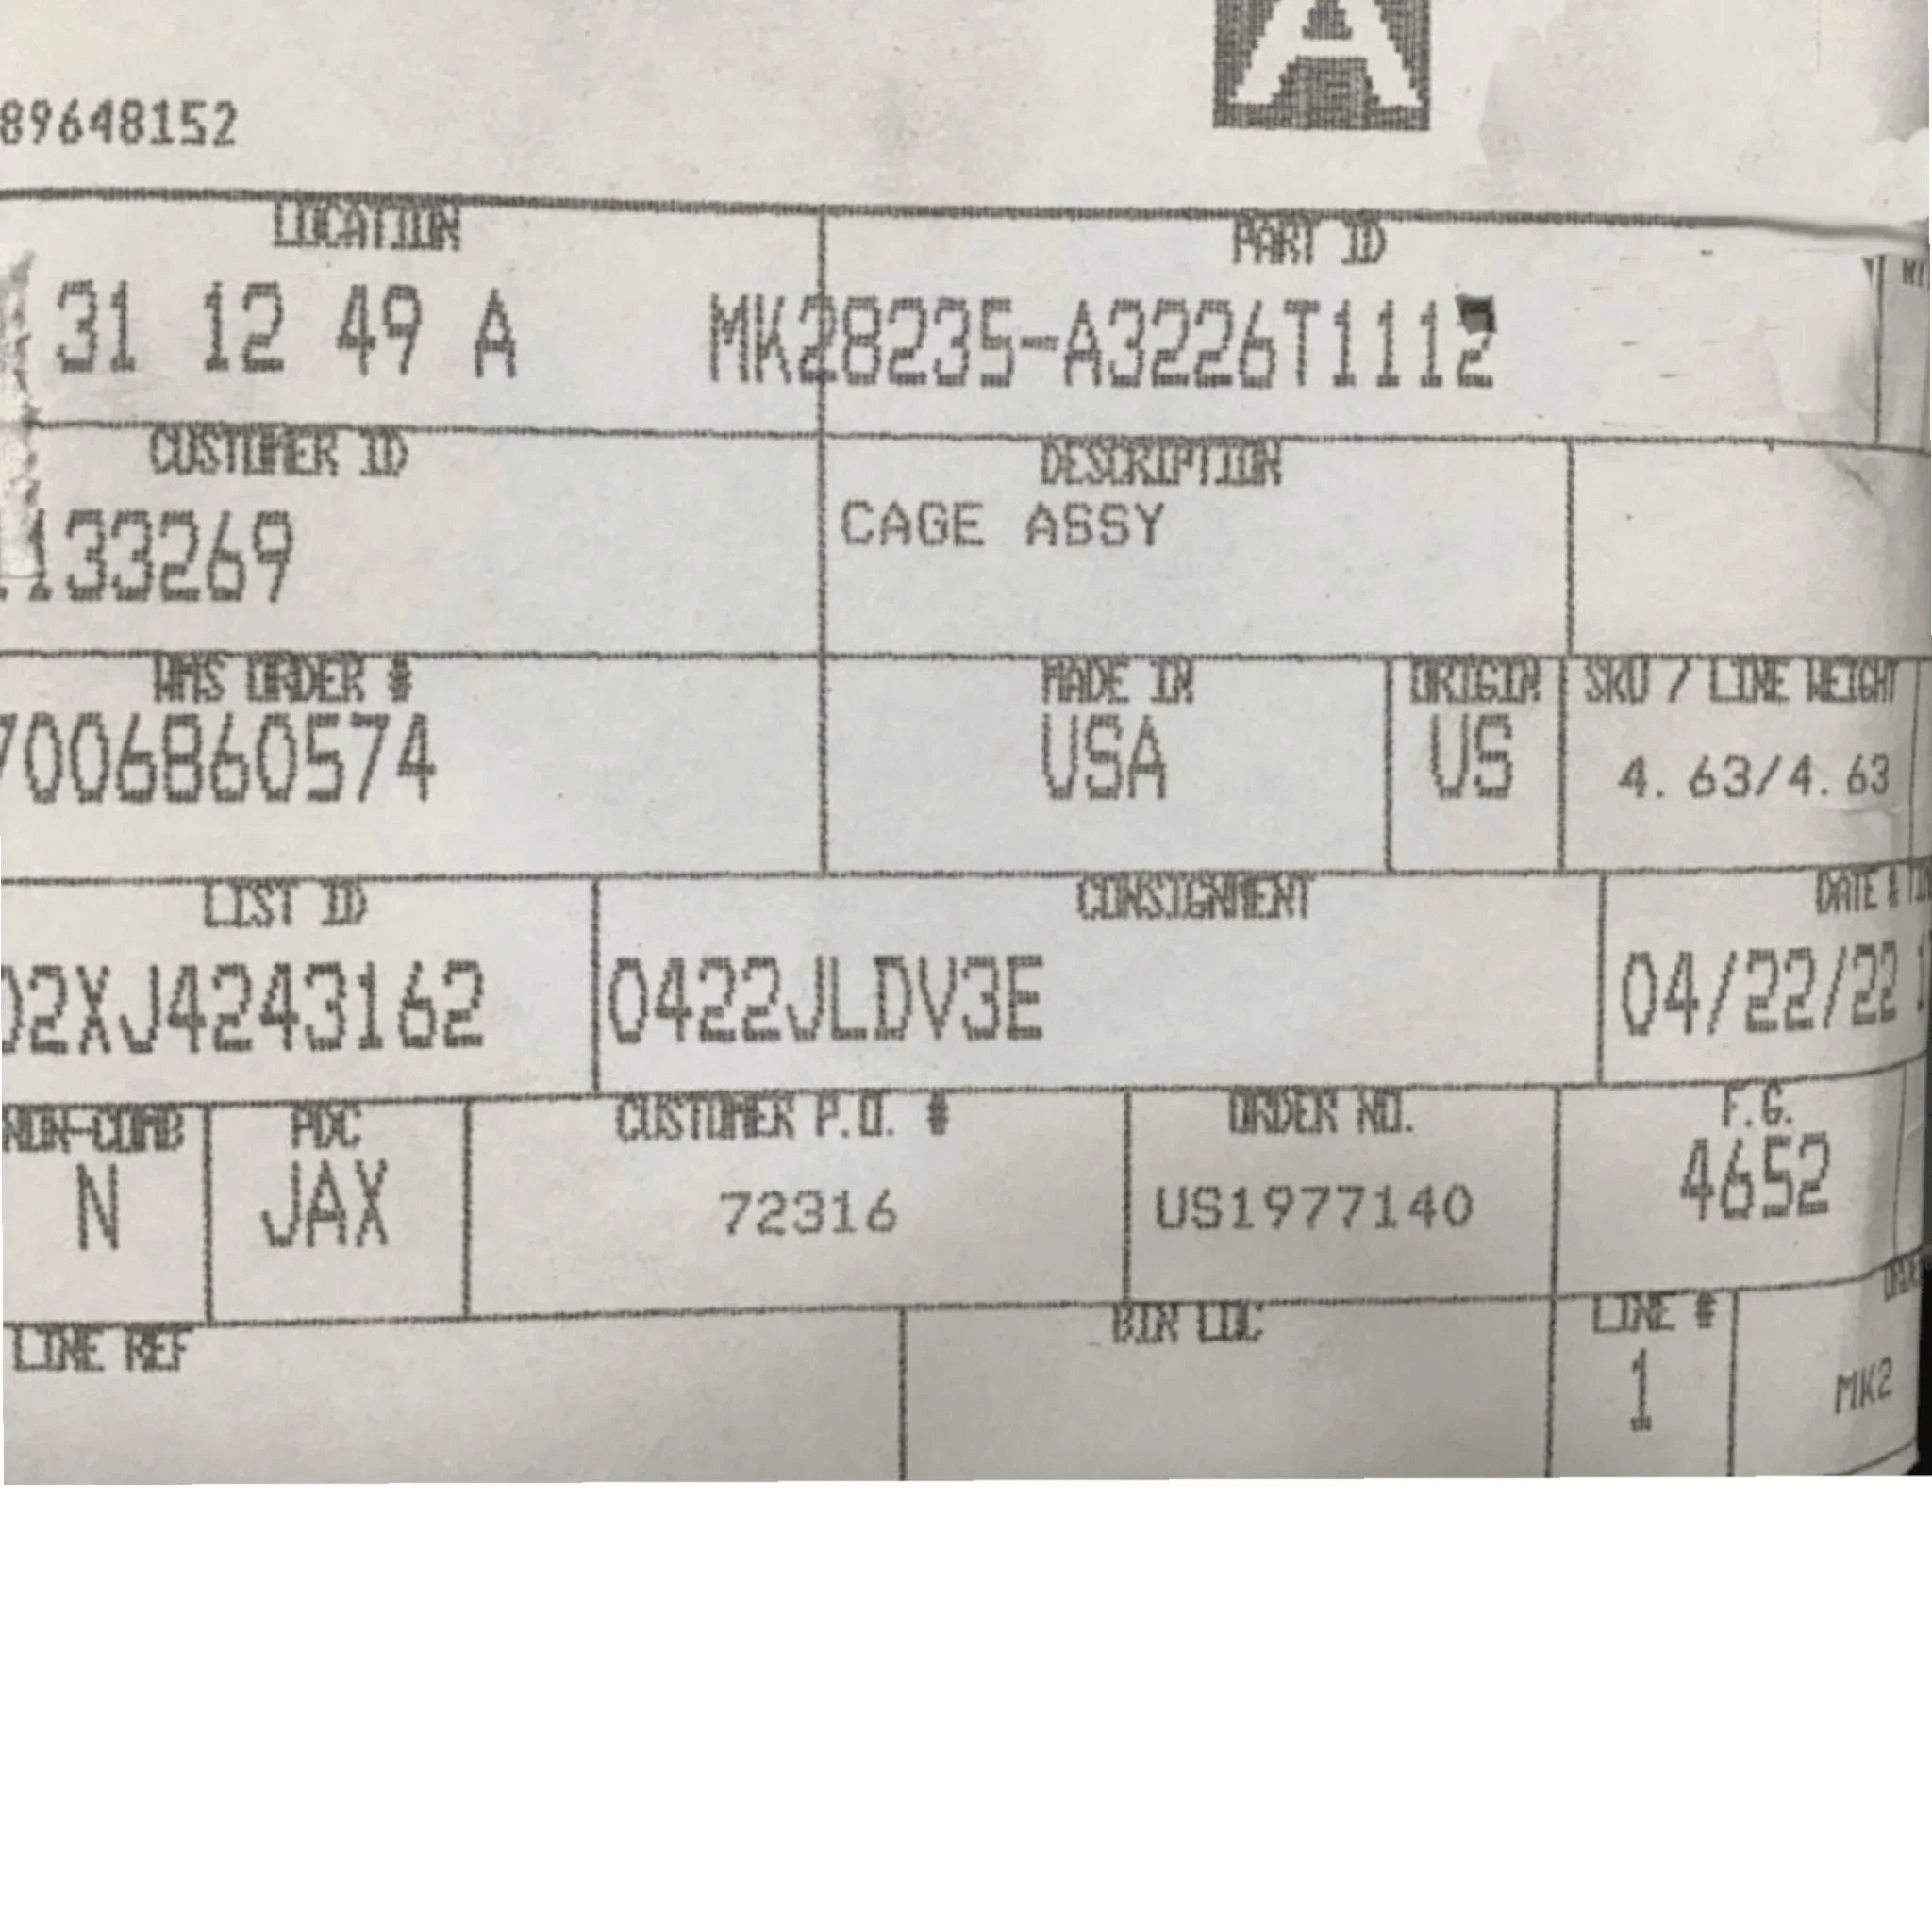 A
89648152
LOCATION PART ID
31 12 49 A MK28235-A3226T1112
CUSTOMER ID DESCRIPTION
133269 CAGE ASSY
WMS ORDER # MADE IN ORIGIN SKU / LINE WEIGHT
7006860574 USA US 4.63/4.63
LIST ID CONSIGNMENT DATE &
02XJ4243162 0422JLDV3E 04/22/22
NON-COMB PDC CUSTOMER P.O. # ORDER NO. F.G.
N JAX 72316 US1977140 4652
LINE REF BIN LOC LINE #
1 MK2